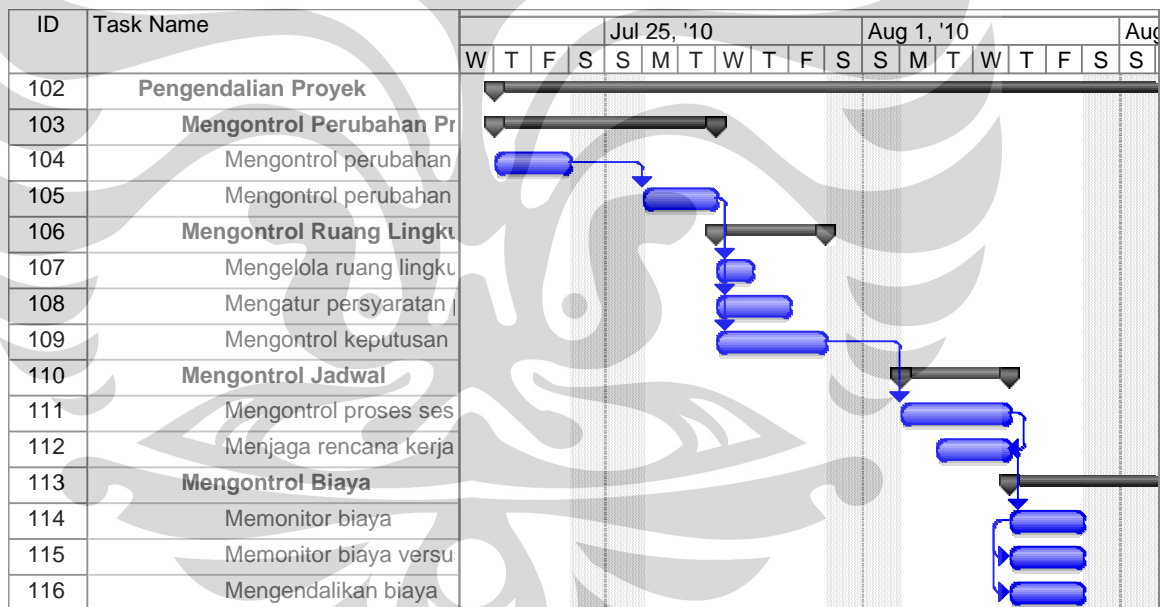 ID Task Name Jul 25, '10 Aug 1, '10 Aug
W T F S S M T W T F S S M T W T F S S
102 Pengendalian Proyek
103 Mengontrol Perubahan Pr
104 Mengontrol perubahan
105 Mengontrol perubahan
106 Mengontrol Ruang Lingku
107 Mengelola ruang lingku
108 Mengatur persyaratan
109 Mengontrol keputusan
110 Mengontrol Jadwal
111 Mengontrol proses ses
112 Menjaga rencana kerja
113 Mengontrol Biaya
114 Memonitor biaya
115 Memonitor biaya versu
116 Mengendalikan biaya